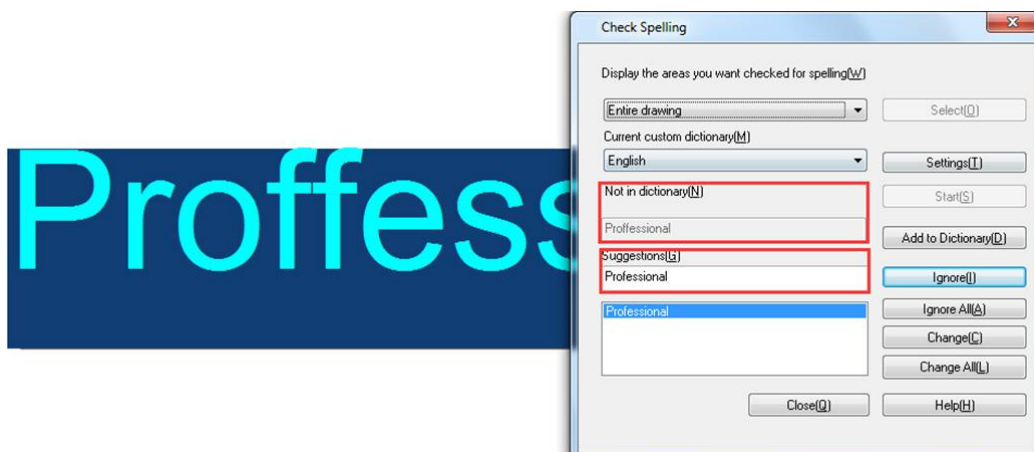 Proffess
Check Spelling
Display the areas you want checked for spelling(W)
Entire drawing
Select(O)
Current custom dictionary(M)
English
Settings(T)
Not in dictionary(N)
Start(S)
Proffessional
Add to Dictionary(D)
Suggestions(G)
Professional
Ignore(I)
Professional
Ignore All(A)
Change(C)
Change All(L)
Close(Q)
Help(H)